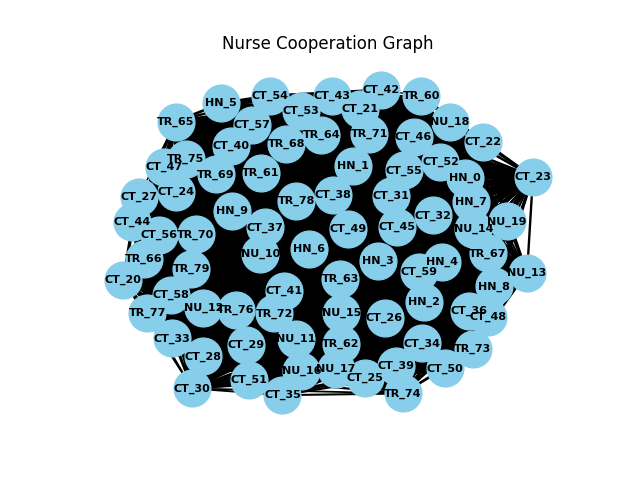 Nurse Cooperation Graph
CT_42
CT_54
CT_43
TR_60
HN_5
CT_21
CT_53
TR_65
NU_18
CT_57
TR_64
TR_71
CT_46
CT_22
TR_68
CT_40
TR_75
CT_52
CT_47
HN_1
CT_55
TR_61
TR_69
HN_0
CT_23
CT_24
CT_27
CT_38
CT_31
TR_78
HN_7
HN_9
CT_32
CT_44
NU_19
CT_37
CT_45
CT_49
NU_14
CT_56
TR_70
HN_6
NU_10
TR_67
TR_66
HN_3
HN_4
TR_79
CT_59
NU_13
CT_20
TR_63
HN_8
CT_41
CT_58
HN_2
NU_12
TR_76
CT_36
TR_77
TR_72
NU_15
CT_48
CT_26
CT_33
NU_11
CT_34
TR_62
CT_29
TR_73
CT_28
CT_39
NU_17
CT_50
NU_16
CT_25
CT_51
CT_30
TR_74
CT_35